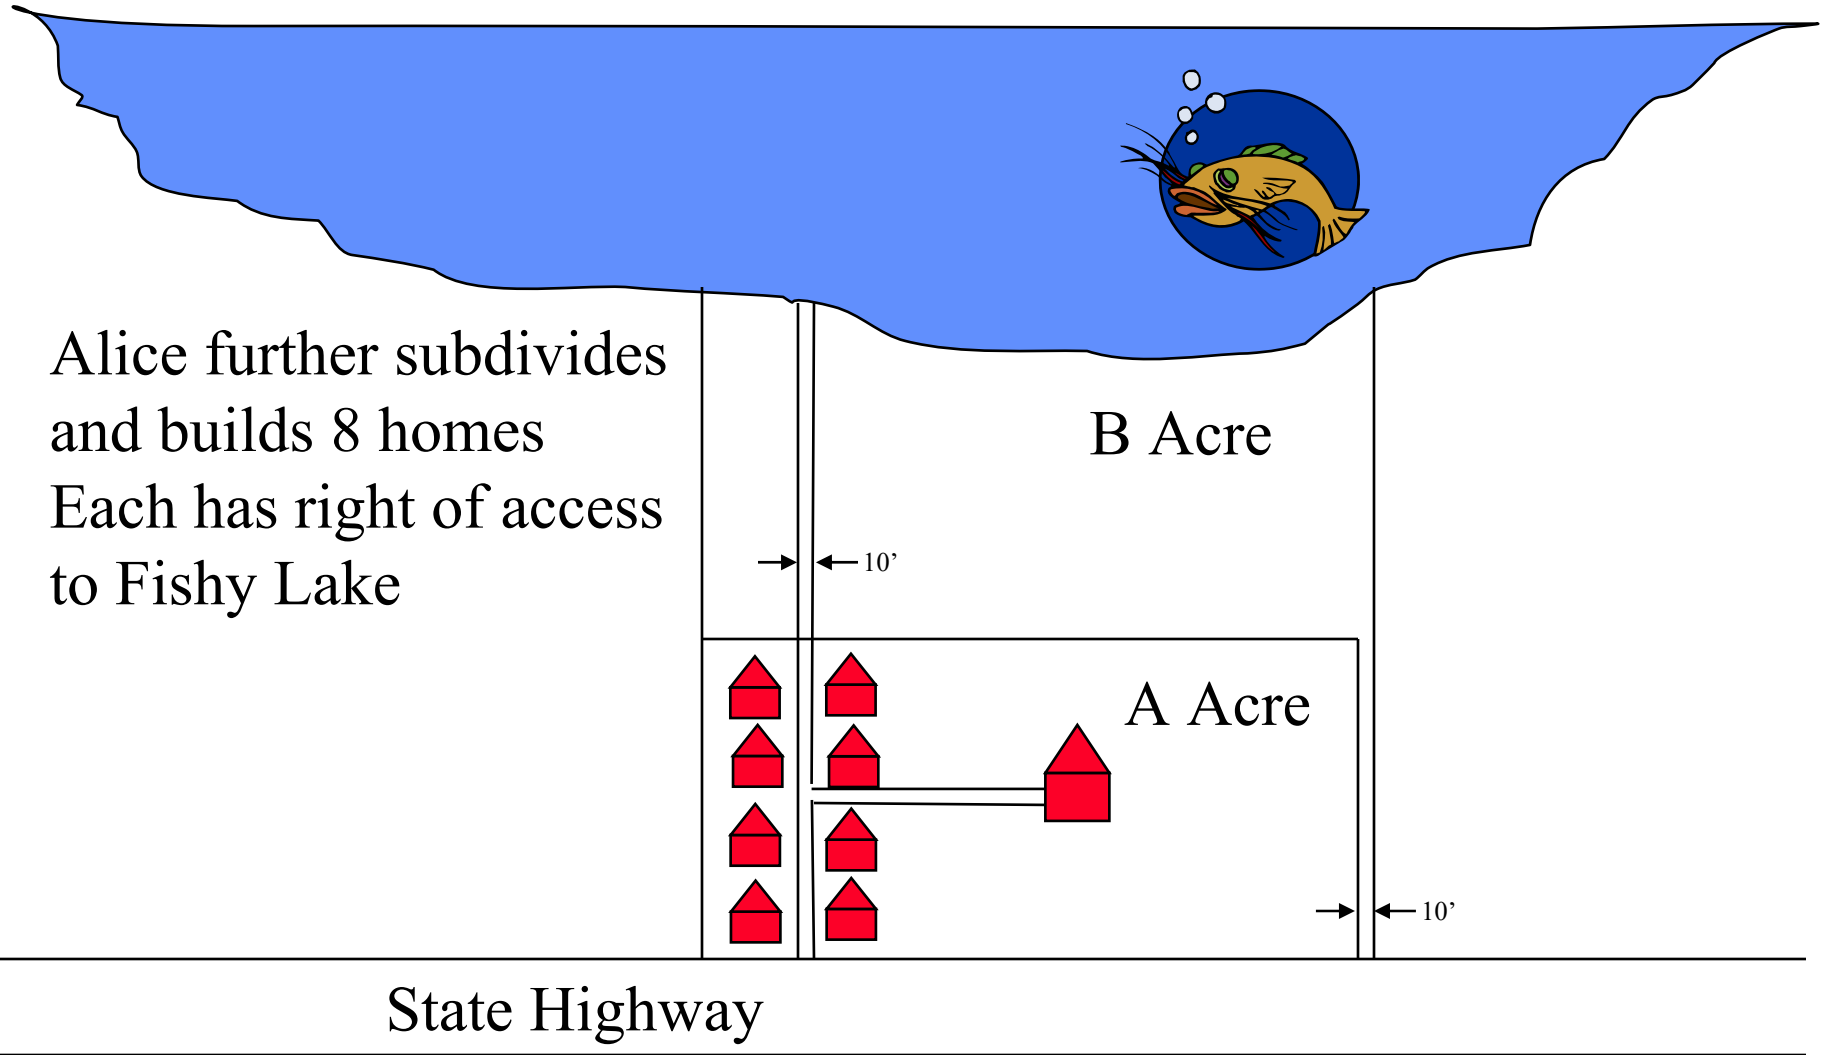 Alice further subdivides
and builds 8 homes
Each has right of access
to Fishy Lake
B Acre
10’
A Acre
10’
State Highway